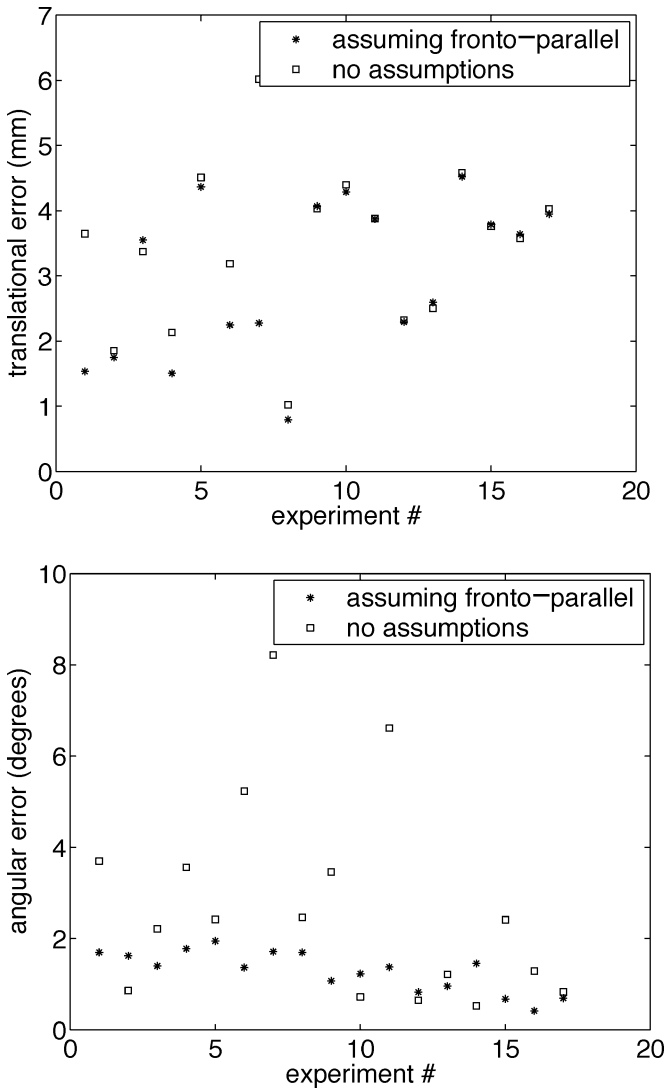 7
6
5
4
3
2
1
0
translational error (mm)
assuming fronto−parallel
no assumptions
0 5 10 15 20
experiment #
10
8
6
4
2
0
angular error (degrees)
assuming fronto−parallel
no assumptions
0 5 10 15 20
experiment #